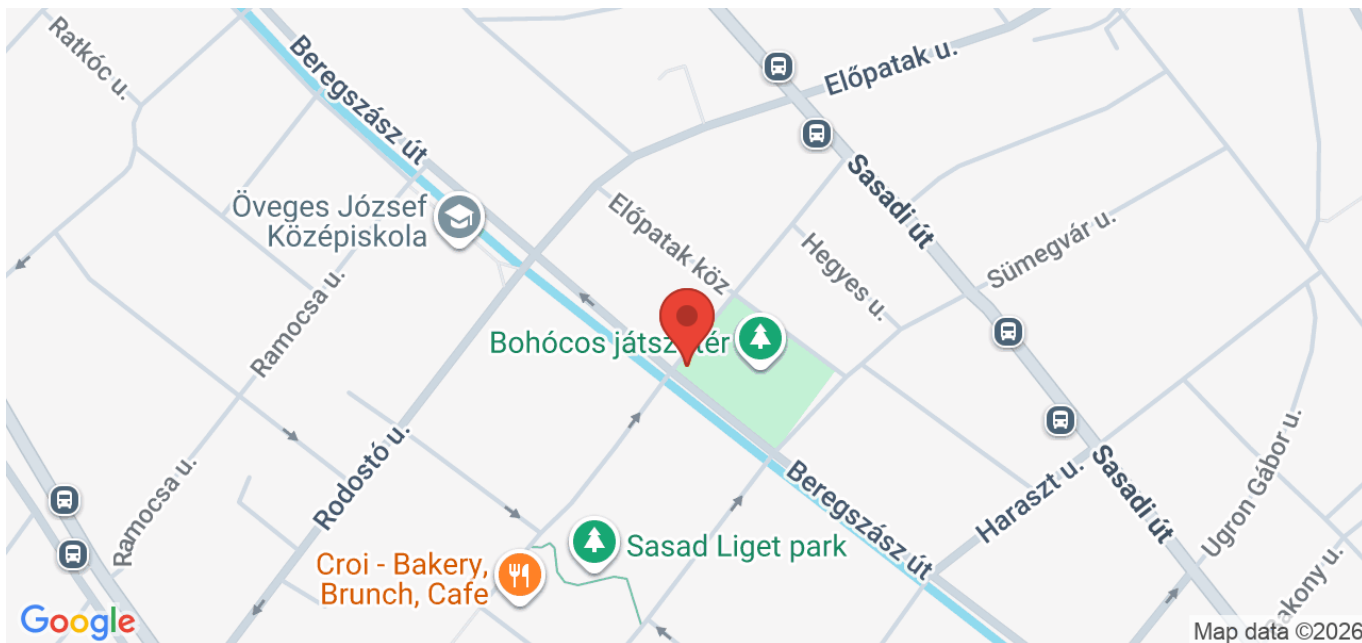 Ratkóc u.
Beregszász út
Előpatak u.
Sasadi út
Öveges József
Középiskola
Előpatak köz
Hegyes u.
Sümegvár u.
Ramocsa u.
Bohócos
Rodostó u.
Ramocsa u.
Beregszász út
Haraszt u.
Sasadi út
Ugron Gábor u.
Sasad Liget park
Croi - Bakery,
Brunch, Cafe
Google
Map data ©2026